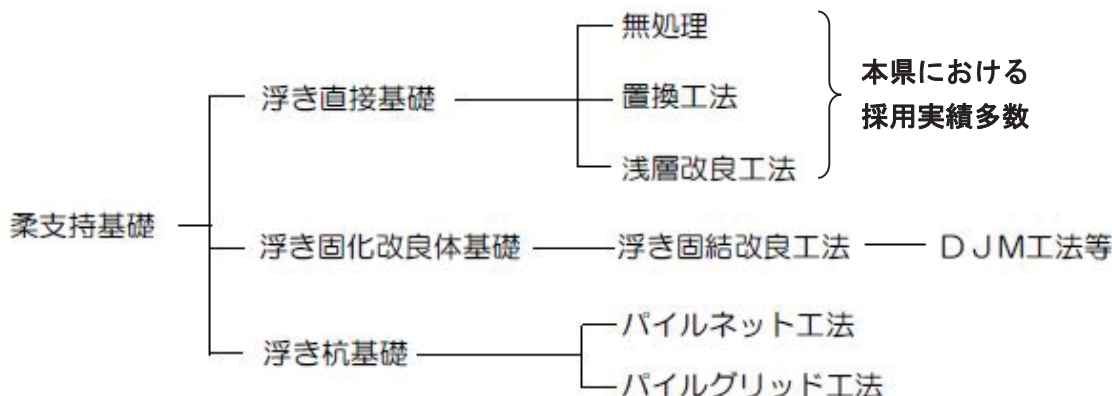 無処理
浮き直接基礎
置換工法
浅層改良工法
本県における
採用実績多数
柔支持基礎
浮き固化改良体基礎
浮き固結改良工法
ＤＪＭ工法等
浮き杭基礎
パイルネット工法
パイルグリッド工法